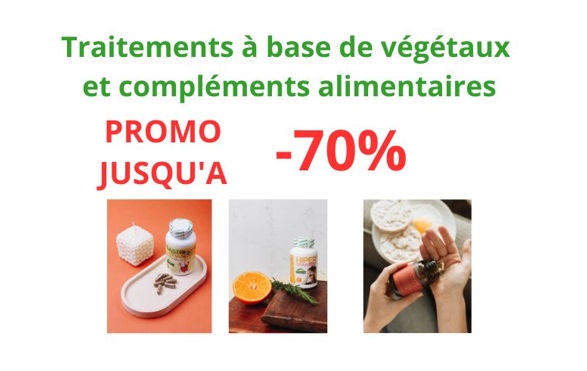 Traitements à base de végétaux
et compléments alimentaires
PROMO
JUSQU'A
-70%